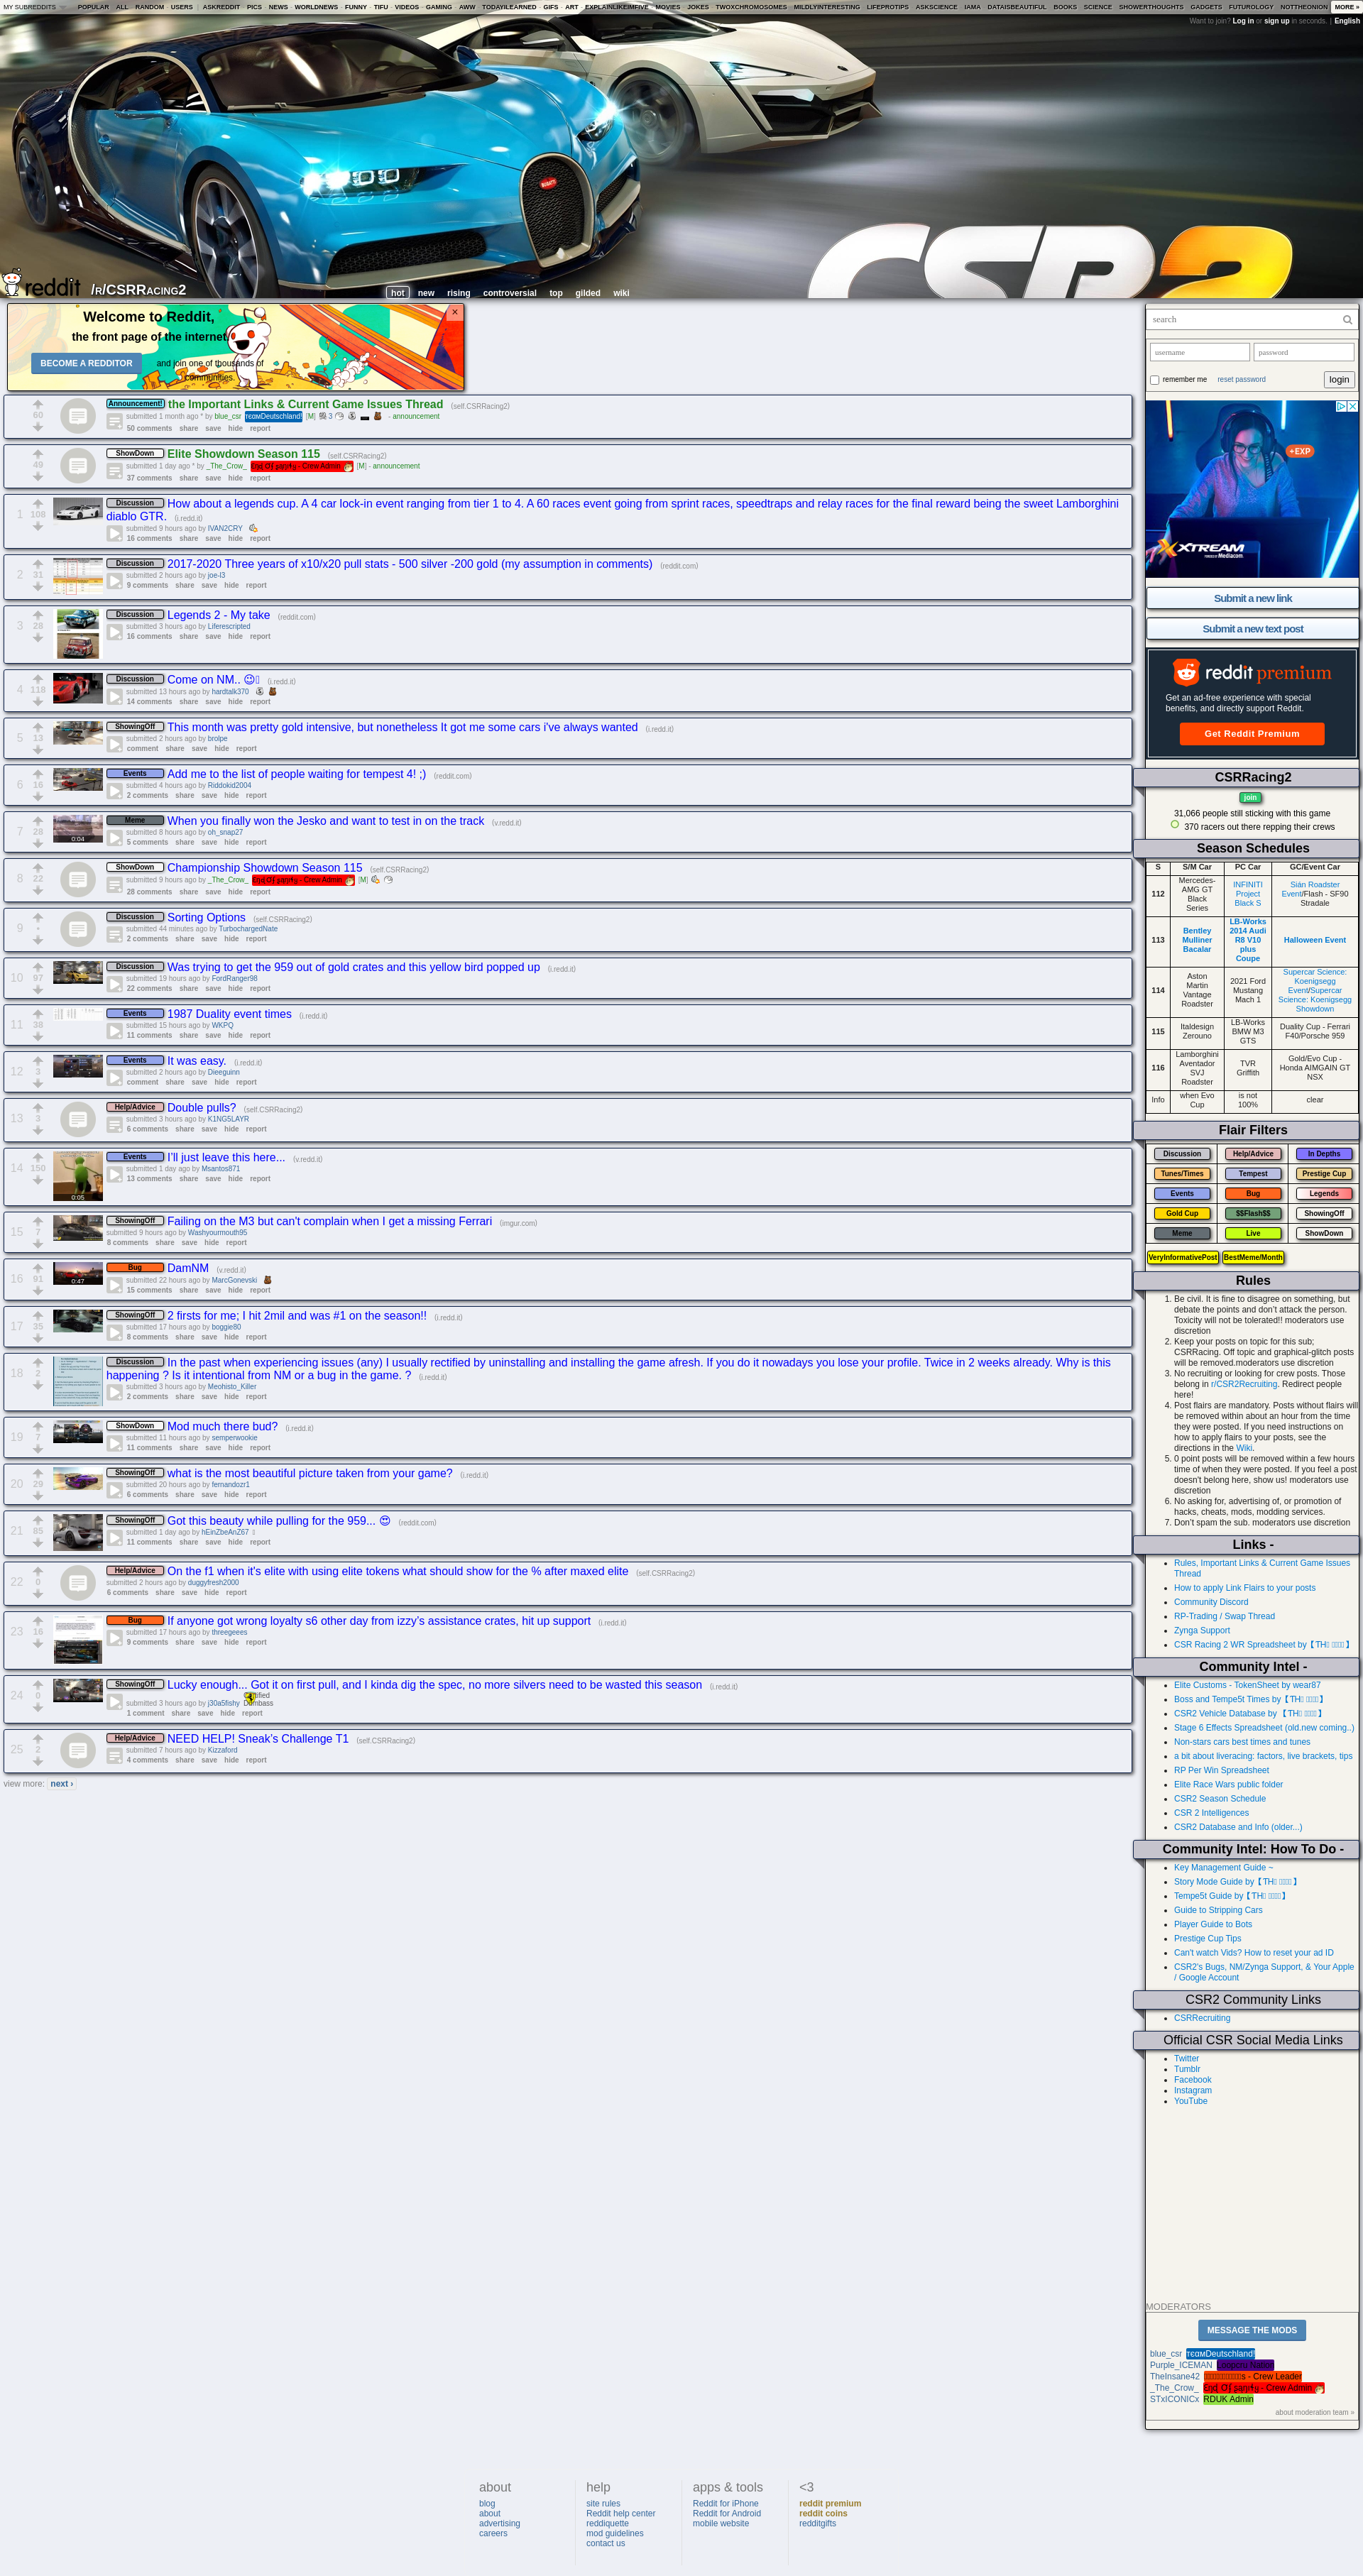 MY SUBREDDITS POPULAR ALL RANDOM USERS | ASKREDDIT PICS NEWS WORLDNEWS FUNNY TIFU VIDEOS GAMING AWW TODAYILEARNED GIFS ART EXPLAINLIKEIMFIVE MOVIES JOKES TWOXCHROMOSOMES MILDLYINTERESTING LIFEPROTIPS ASKSCIENCE IAMA DATAISBEAUTIFUL BOOKS SCIENCE SHOWERTHOUGHTS GADGETS FUTUROLOGY NOTTHEONION MORE »
Want to join? Log in or sign up in seconds. | English
CSR2
reddit /R/CSRRACING2 hot new rising controversial top gilded wiki
Welcome to Reddit,
the front page of the internet.
BECOME A REDDITOR
and join one of thousands of communities.
×
60
Announcement! the Important Links & Current Game Issues Thread (self.CSRRacing2)
submitted 1 month ago * by blue_csr тєαмDeutschland! [M] 3 - announcement
50 comments share save hide report
49
ShowDown Elite Showdown Season 115 (self.CSRRacing2)
submitted 1 day ago * by _The_Crow_ - Crew Admin [M] - announcement
37 comments share save hide report
1 108
Discussion How about a legends cup. A 4 car lock-in event ranging from tier 1 to 4. A 60 races event going from sprint races, speedtraps and relay races for the final reward being the sweet Lamborghini
diablo GTR. (i.redd.it)
submitted 9 hours ago by IVAN2CRY
16 comments share save hide report
2 31
Discussion 2017-2020 Three years of x10/x20 pull stats - 500 silver -200 gold (my assumption in comments) (reddit.com)
submitted 2 hours ago by joe-l3
9 comments share save hide report
3 28
Discussion Legends 2 - My take (reddit.com)
submitted 3 hours ago by Liferescripted
16 comments share save hide report
4 118
Discussion Come on NM.. 😉 (i.redd.it)
submitted 13 hours ago by hardtalk370
14 comments share save hide report
5 13
ShowingOff This month was pretty gold intensive, but nonetheless It got me some cars i've always wanted (i.redd.it)
submitted 2 hours ago by brolpe
comment share save hide report
6 16
Events Add me to the list of people waiting for tempest 4! ;) (reddit.com)
submitted 4 hours ago by Riddokid2004
2 comments share save hide report
7 28
0:04
Meme When you finally won the Jesko and want to test in on the track (v.redd.it)
submitted 8 hours ago by oh_snap27
5 comments share save hide report
8 22
ShowDown Championship Showdown Season 115 (self.CSRRacing2)
submitted 9 hours ago by _The_Crow_ - Crew Admin [M]
28 comments share save hide report
9 •
Discussion Sorting Options (self.CSRRacing2)
submitted 44 minutes ago by TurbochargedNate
2 comments share save hide report
10 97
Discussion Was trying to get the 959 out of gold crates and this yellow bird popped up (i.redd.it)
submitted 19 hours ago by FordRanger98
22 comments share save hide report
11 38
Events 1987 Duality event times (i.redd.it)
submitted 15 hours ago by WKPQ
11 comments share save hide report
12 3
Events It was easy. (i.redd.it)
submitted 2 hours ago by Dieeguinn
comment share save hide report
13 3
Help/Advice Double pulls? (self.CSRRacing2)
submitted 3 hours ago by K1NG5LAYR
6 comments share save hide report
14 150
0:05
Events I'll just leave this here... (v.redd.it)
submitted 1 day ago by Msantos871
13 comments share save hide report
15 7
ShowingOff Failing on the M3 but can't complain when I get a missing Ferrari (imgur.com)
submitted 9 hours ago by Washyourmouth95
8 comments share save hide report
16 91
0:47
Bug DamNM (v.redd.it)
submitted 22 hours ago by MarcGonevski
15 comments share save hide report
17 35
ShowingOff 2 firsts for me; I hit 2mil and was #1 on the season!! (i.redd.it)
submitted 17 hours ago by boggie80
8 comments share save hide report
18 2
Discussion In the past when experiencing issues (any) I usually rectified by uninstalling and installing the game afresh. If you do it nowadays you lose your profile. Twice in 2 weeks already. Why is this
happening ? Is it intentional from NM or a bug in the game. ? (i.redd.it)
submitted 3 hours ago by Meohisto_Killer
2 comments share save hide report
19 7
ShowDown Mod much there bud? (i.redd.it)
submitted 11 hours ago by semperwookie
11 comments share save hide report
20 29
ShowingOff what is the most beautiful picture taken from your game? (i.redd.it)
submitted 20 hours ago by fernandozr1
6 comments share save hide report
21 85
ShowingOff Got this beauty while pulling for the 959... 😍 (reddit.com)
submitted 1 day ago by hEinZbeAnZ67
11 comments share save hide report
22 0
Help/Advice On the f1 when it's elite with using elite tokens what should show for the % after maxed elite (self.CSRRacing2)
submitted 2 hours ago by duggyfresh2000
6 comments share save hide report
23 16
Bug If anyone got wrong loyalty s6 other day from izzy's assistance crates, hit up support (i.redd.it)
submitted 17 hours ago by threegeees
9 comments share save hide report
24 0
ShowingOff Lucky enough... Got it on first pull, and I kinda dig the spec, no more silvers need to be wasted this season (i.redd.it)
submitted 3 hours ago by j30a5fishy
1 comment share save hide report
25 2
Help/Advice NEED HELP! Sneak's Challenge T1 (self.CSRRacing2)
submitted 7 hours ago by Kizzaford
4 comments share save hide report
view more: next ›
search
username password
remember me reset password login
+EXP
XTREAM
powered by Mediacom
Submit a new link
Submit a new text post
reddit premium
Get an ad-free experience with special
benefits, and directly support Reddit.
Get Reddit Premium
CSRRacing2
join
31,066 people still sticking with this game
370 racers out there repping their crews
Season Schedules
S S/M Car PC Car GC/Event Car
112 Mercedes-AMG GT Black Series INFINITI Project Black S Sián Roadster Event/Flash - SF90 Stradale
113 Bentley Mulliner Bacalar LB-Works 2014 Audi R8 V10 plus Coupe Halloween Event
114 Aston Martin Vantage Roadster 2021 Ford Mustang Mach 1 Supercar Science: Koenigsegg Event/Supercar Science: Koenigsegg Showdown
115 Italdesign Zerouno LB-Works BMW M3 GTS Duality Cup - Ferrari F40/Porsche 959
116 Lamborghini Aventador SVJ Roadster TVR Griffith Gold/Evo Cup - Honda AIMGAIN GT NSX
Info when Evo Cup is not 100% clear
Flair Filters
Discussion Help/Advice In Depths
Tunes/Times Tempest Prestige Cup
Events Bug Legends
Gold Cup $$Flash$$ ShowingOff
Meme Live ShowDown
VeryInformativePost BestMeme/Month
Rules
1. Be civil. It is fine to disagree on something, but
debate the points and don't attack the person.
Toxicity will not be tolerated!! moderators use
discretion
2. Keep your posts on topic for this sub;
CSRRacing. Off topic and graphical-glitch posts
will be removed.moderators use discretion
3. No recruiting or looking for crew posts. Those
belong in r/CSR2Recruiting. Redirect people
here!
4. Post flairs are mandatory. Posts without flairs will
be removed within about an hour from the time
they were posted. If you need instructions on
how to apply flairs to your posts, see the
directions in the Wiki.
5. 0 point posts will be removed within a few hours
time of when they were posted. If you feel a post
doesn't belong here, show us! moderators use
discretion
6. No asking for, advertising of, or promotion of
hacks, cheats, mods, modding services.
7. Don't spam the sub. moderators use discretion
Links -
Rules, Important Links & Current Game Issues
Thread
How to apply Link Flairs to your posts
Community Discord
RP-Trading / Swap Thread
Zynga Support
CSR Racing 2 WR Spreadsheet by【TH】
Community Intel -
Elite Customs - TokenSheet by wear87
Boss and Tempe5t Times by【TH】
CSR2 Vehicle Database by 【TH】
Stage 6 Effects Spreadsheet (old.new coming..)
Non-stars cars best times and tunes
a bit about liveracing: factors, live brackets, tips
RP Per Win Spreadsheet
Elite Race Wars public folder
CSR2 Season Schedule
CSR 2 Intelligences
CSR2 Database and Info (older...)
Community Intel: How To Do -
Key Management Guide ~
Story Mode Guide by【TH】
Tempe5t Guide by【TH】
Guide to Stripping Cars
Player Guide to Bots
Prestige Cup Tips
Can't watch Vids? How to reset your ad ID
CSR2's Bugs, NM/Zynga Support, & Your Apple
/ Google Account
CSR2 Community Links
CSRRecruiting
Official CSR Social Media Links
Twitter
Tumblr
Facebook
Instagram
YouTube
MODERATORS
MESSAGE THE MODS
blue_csr тєαмDeutschland!
Purple_ICEMAN
TheInsane42 s - Crew Leader
_The_Crow_ - Crew Admin
STxICONICx RDUK Admin
about moderation team »
about
blog
about
advertising
careers
help
site rules
Reddit help center
reddiquette
mod guidelines
contact us
apps & tools
Reddit for iPhone
Reddit for Android
mobile website
<3
reddit premium
reddit coins
redditgifts